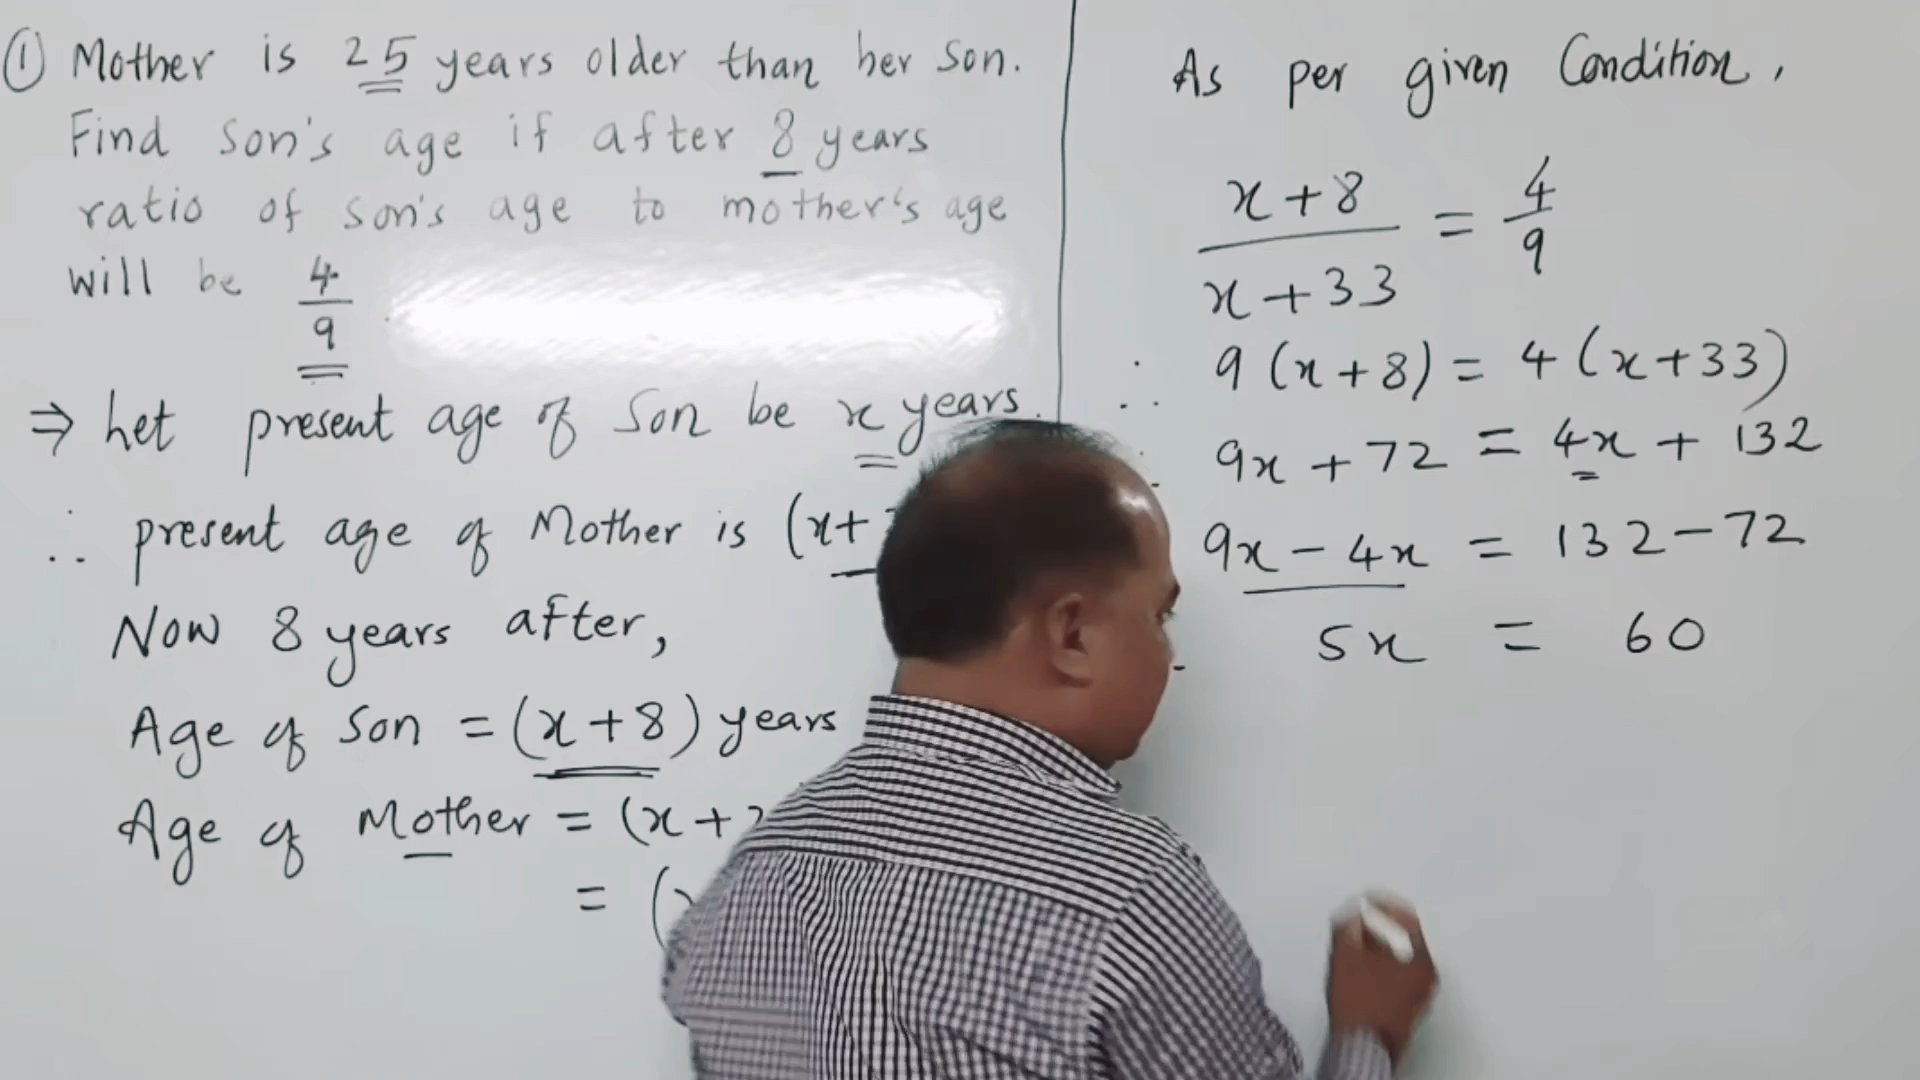 ① Mother is 25 years older than her son.
Find son's age if after 8 years
ratio of son's age to mother's age
will be 4/9
⇒ Let present age of Son be x years.
∴ present age of Mother is (x+
Now 8 years after,
Age of Son = (x+8) years
Age of Mother = (x+
= (
As per given Condition,
x+8/x+33 = 4/9
∴ 9(x+8) = 4(x+33)
9x+72 = 4x+132
9x-4x = 132-72
5x = 60